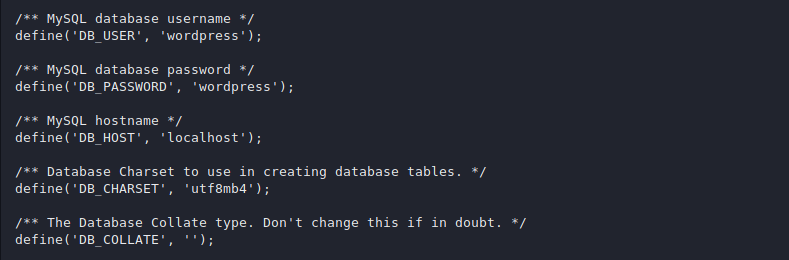 /** MySQL database username */
define('DB_USER', 'wordpress');
/** MySQL database password */
define('DB_PASSWORD', 'wordpress');
/** MySQL hostname */
define('DB_HOST', 'localhost');
/** Database Charset to use in creating database tables. */
define('DB_CHARSET', 'utf8mb4');
/** The Database Collate type. Don't change this if in doubt. */
define('DB_COLLATE', '');